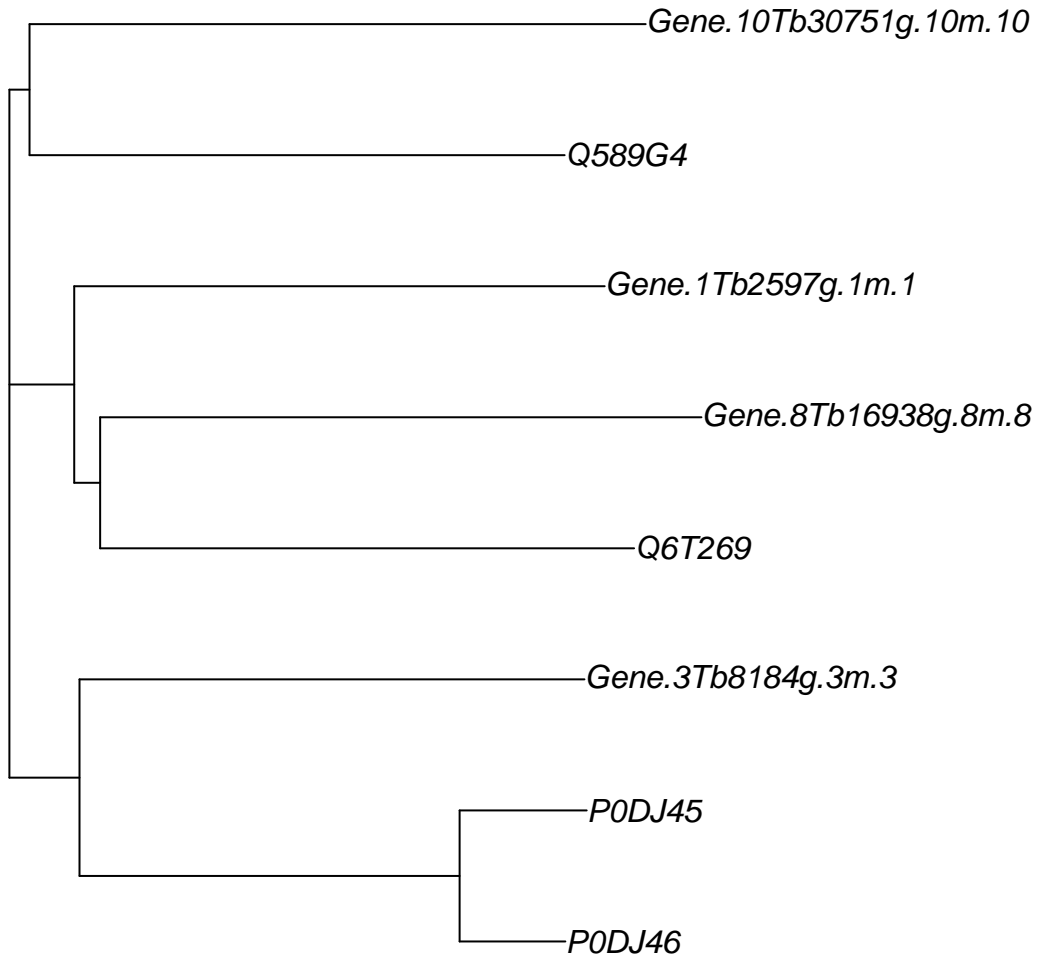 Gene.10Tb30751g.10m.10
Q589G4
Gene.1Tb2597g.1m.1
Gene.8Tb16938g.8m.8
Q6T269
Gene.3Tb8184g.3m.3
P0DJ45
P0DJ46